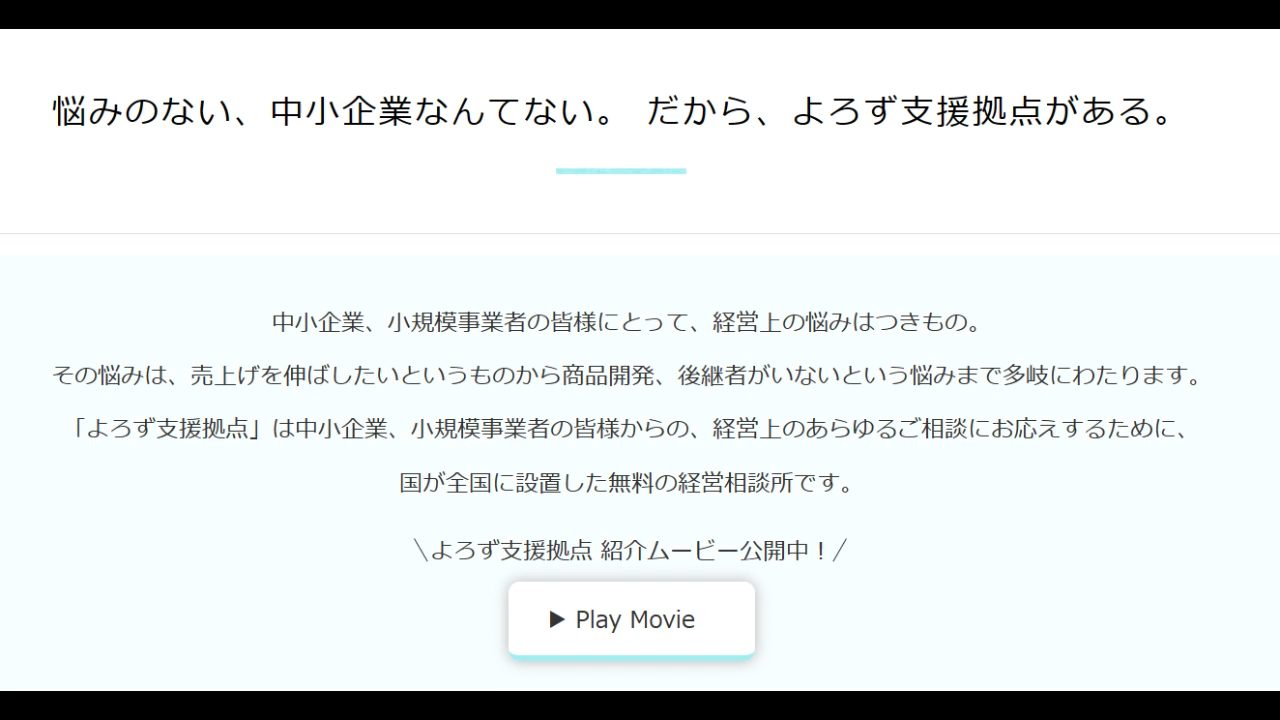 悩みのない、中小企業なんてない。 だから、よろず支援拠点がある。
中小企業、小規模事業者の皆様にとって、経営上の悩みはつきもの。
その悩みは、売上げを伸ばしたいというものから商品開発、後継者がいないという悩みまで多岐にわたります。
「よろず支援拠点」は中小企業、小規模事業者の皆様からの、経営上のあらゆるご相談にお応えするために、
国が全国に設置した無料の経営相談所です。
\よろず支援拠点 紹介ムービー公開中！/
▶ Play Movie